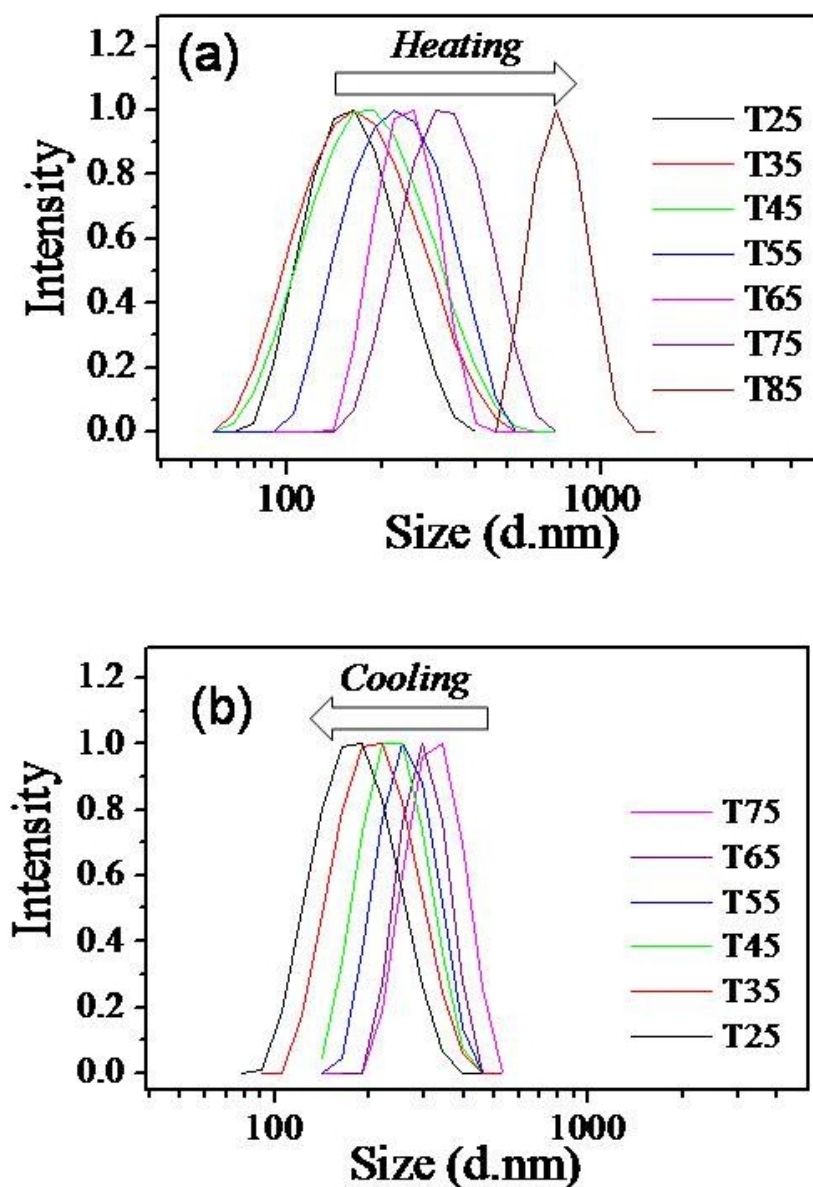 (a)
Heating
1.2
1.0
0.8
0.6
0.4
0.2
0.0
Intensity
T25
T35
T45
T55
T65
T75
T85
100
1000
Size (d.nm)
(b)
Cooling
1.2
1.0
0.8
0.6
0.4
0.2
0.0
Intensity
T75
T65
T55
T45
T35
T25
100
1000
Size (d.nm)